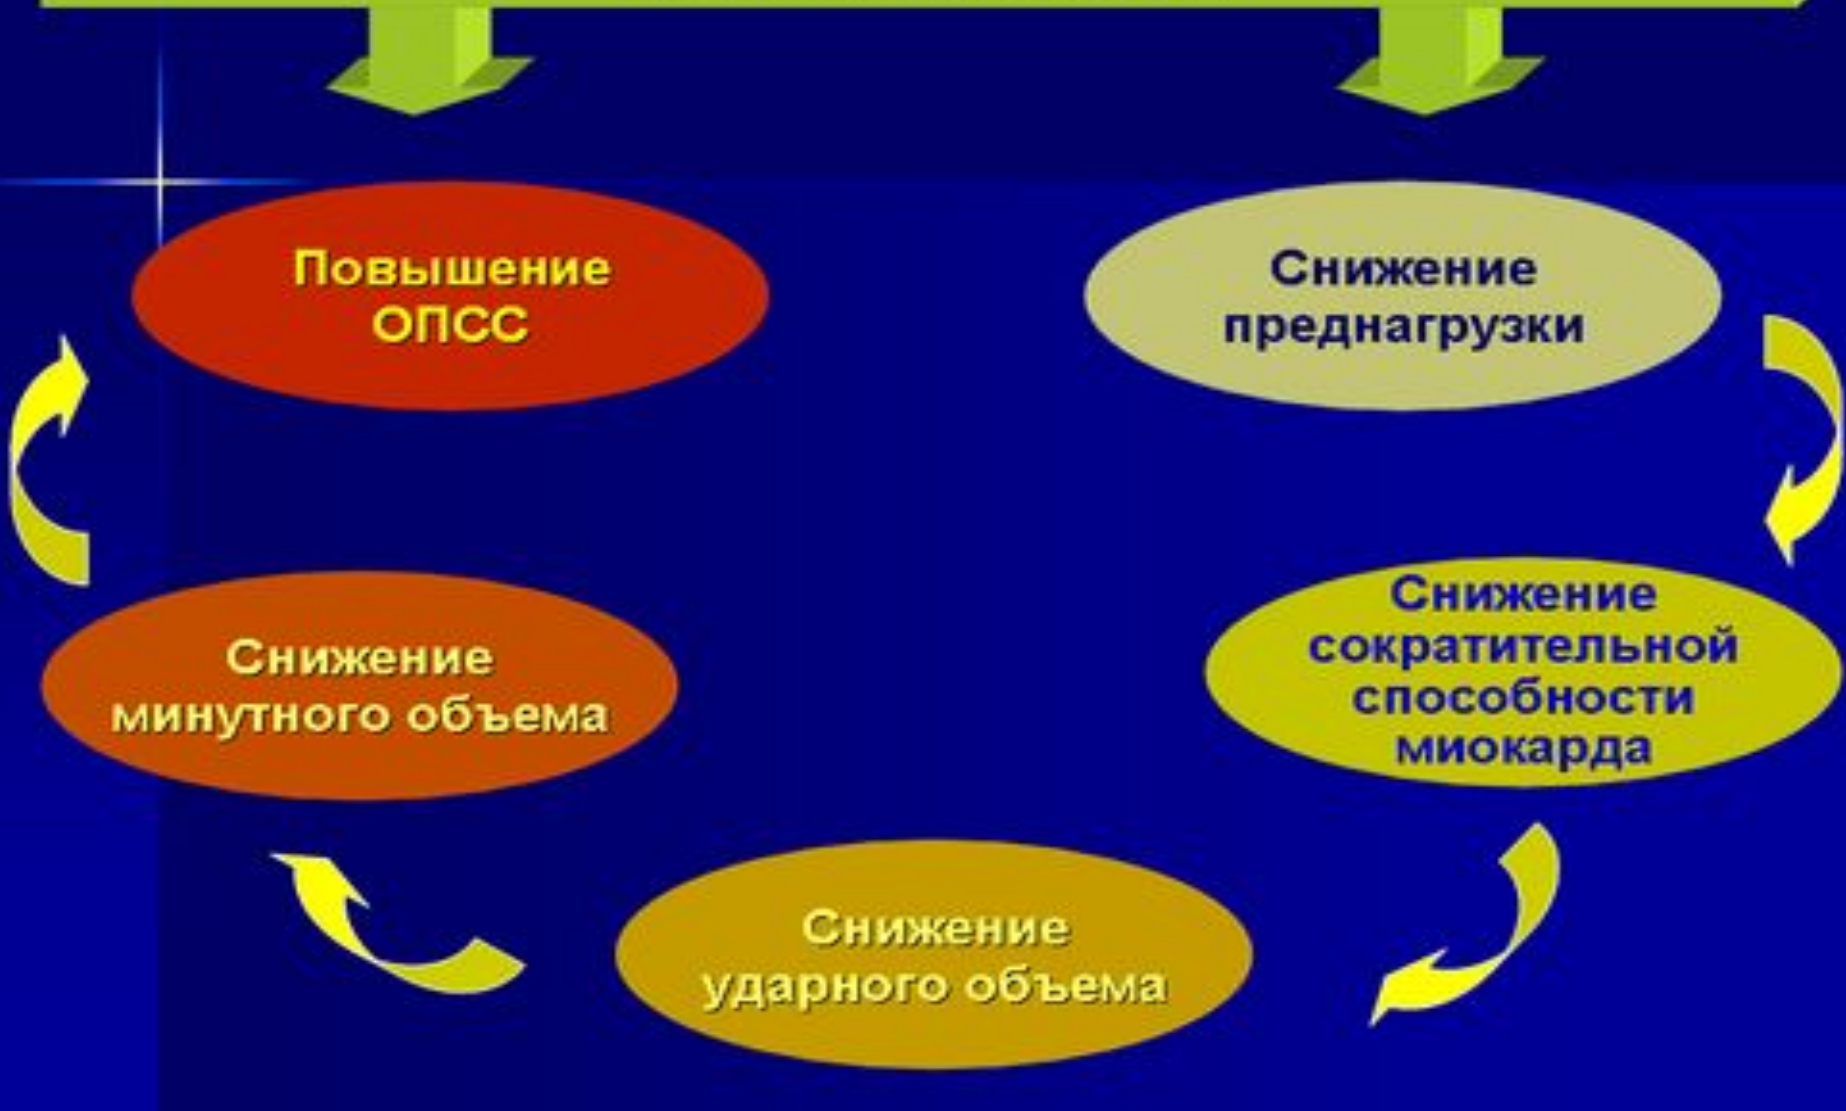 Повышение
ОПСС
Снижение
преднагрузки
Снижение
минутного объема
Снижение
сократительной
способности
миокарда
Снижение
ударного объема